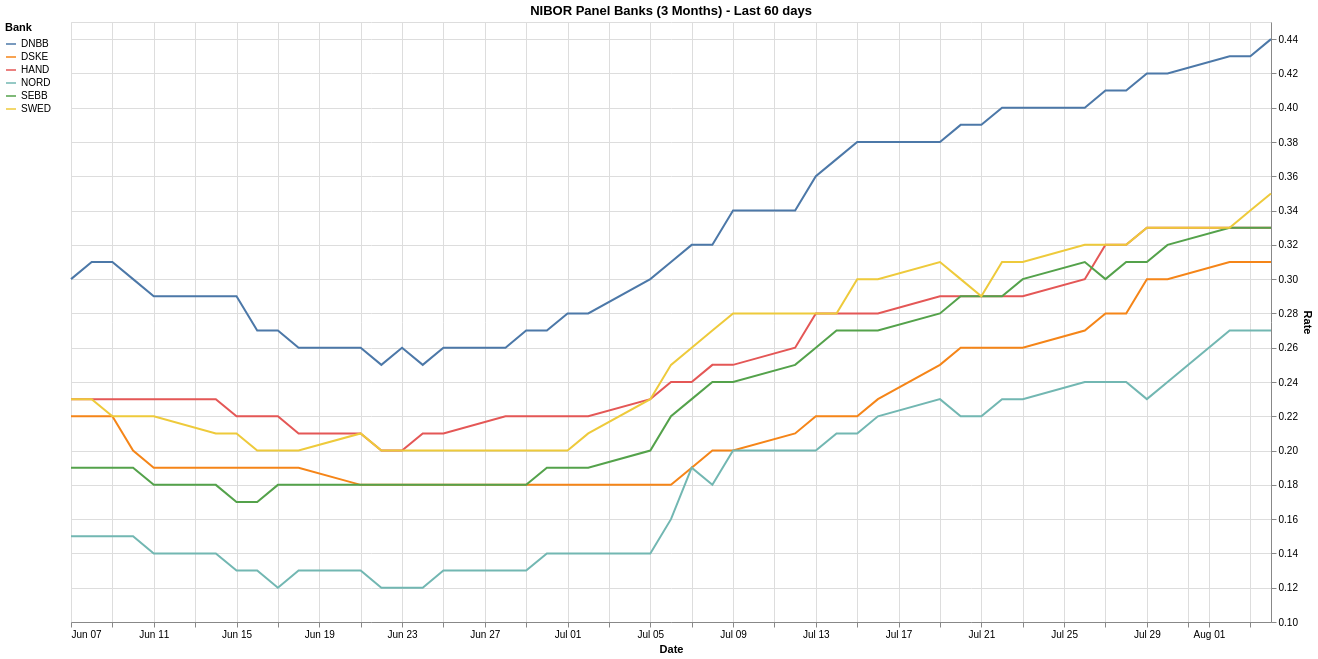 NIBOR Panel Banks (3 Months) - Last 60 days
Bank
DNBB
DSKE
HAND
NORD
SEBB
SWED
0.44
0.42
0.40
0.38
0.36
0.34
0.32
0.30
0.28
0.26
0.24
0.22
0.20
0.18
0.16
0.14
0.12
0.10
Rate
Jun 07 Jun 11 Jun 15 Jun 19 Jun 23 Jun 27 Jul 01 Jul 05 Jul 09 Jul 13 Jul 17 Jul 21 Jul 25 Jul 29 Aug 01
Date